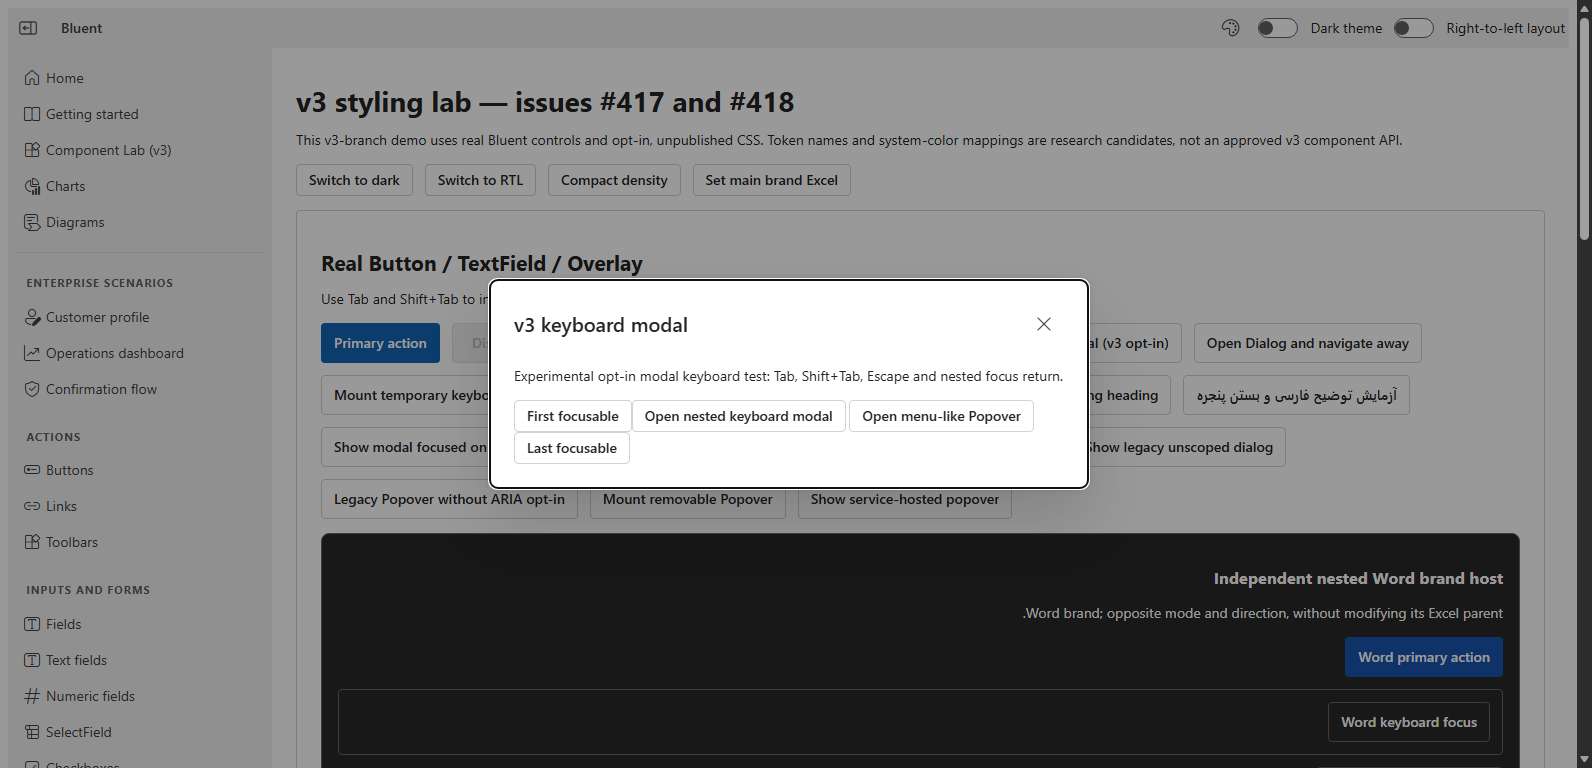 Bluent
Dark theme
Right-to-left layout
Home
Getting started
Component Lab (v3)
Charts
Diagrams
ENTERPRISE SCENARIOS
Customer profile
Operations dashboard
Confirmation flow
ACTIONS
Buttons
Links
Toolbars
INPUTS AND FORMS
Fields
Text fields
Numeric fields
SelectField
Checkboxes
v3 styling lab — issues #417 and #418
This v3-branch demo uses real Bluent controls and opt-in, unpublished CSS. Token names and system-color mappings are research candidates, not an approved v3 component API.
Switch to dark
Switch to RTL
Compact density
Set main brand Excel
Real Button / TextField / Overlay
Use Tab and Shift+Tab to
Primary action
(v3 opt-in)
Open Dialog and navigate away
Mount temporary
heading
آزمایش توضیح فارسی و بستن پنجره
Show modal focused on
Show legacy unscoped dialog
Legacy Popover without ARIA opt-in
Mount removable Popover
Show service-hosted popover
v3 keyboard modal
Experimental opt-in modal keyboard test: Tab, Shift+Tab, Escape and nested focus return.
First focusable
Open nested keyboard modal
Open menu-like Popover
Last focusable
Independent nested Word brand host
.Word brand; opposite mode and direction, without modifying its Excel parent
Word primary action
Word keyboard focus